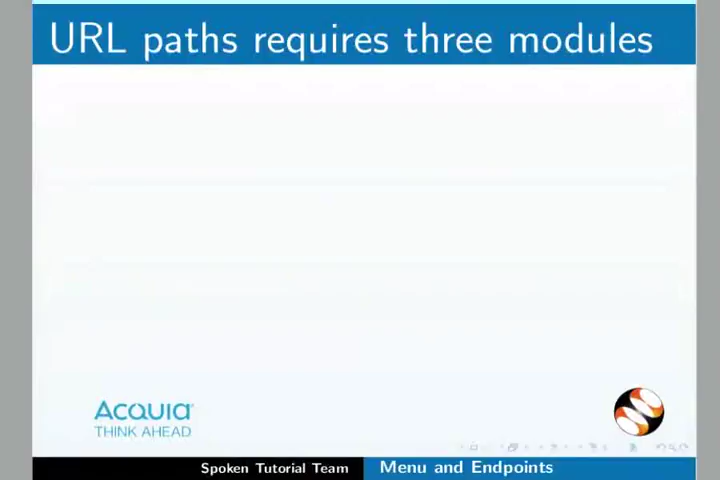 URL paths requires three modules
ACQUIA
THINK AHEAD
Spoken Tutorial Team
Menu and Endpoints